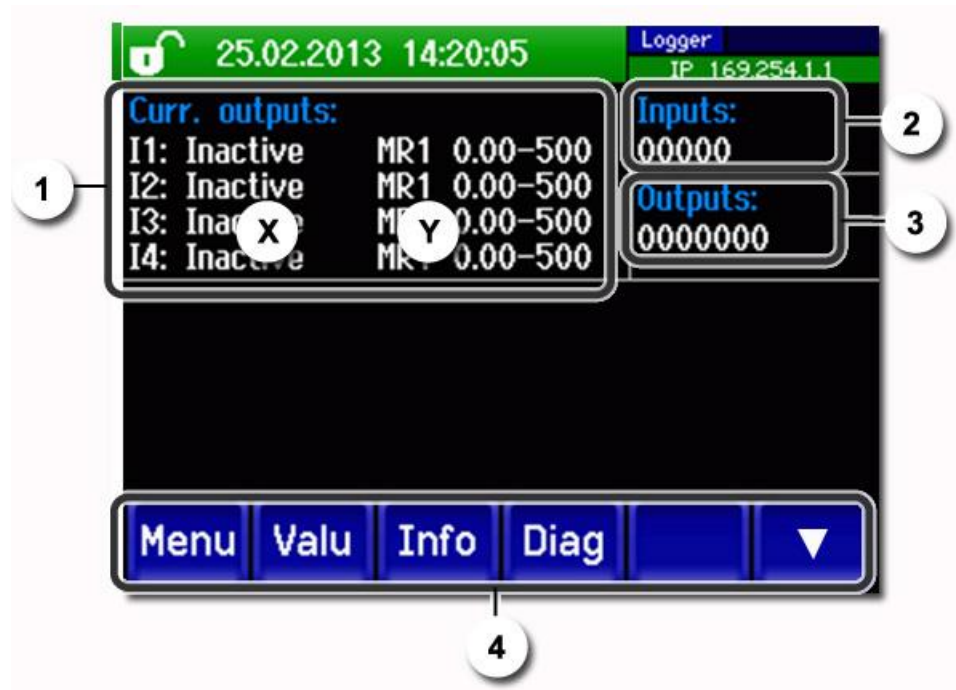 25.02.2013 14:20:05
Logger
IP 169.254.1.1
Curr. outputs:
I1: Inactive MR1 0.00-500
I2: Inactive MR1 0.00-500
I3: 0.00-500
I4: 0.00-500
Inputs:
00000
Outputs:
0000000
X
Y
1
2
3
Menu Valu Info Diag
4